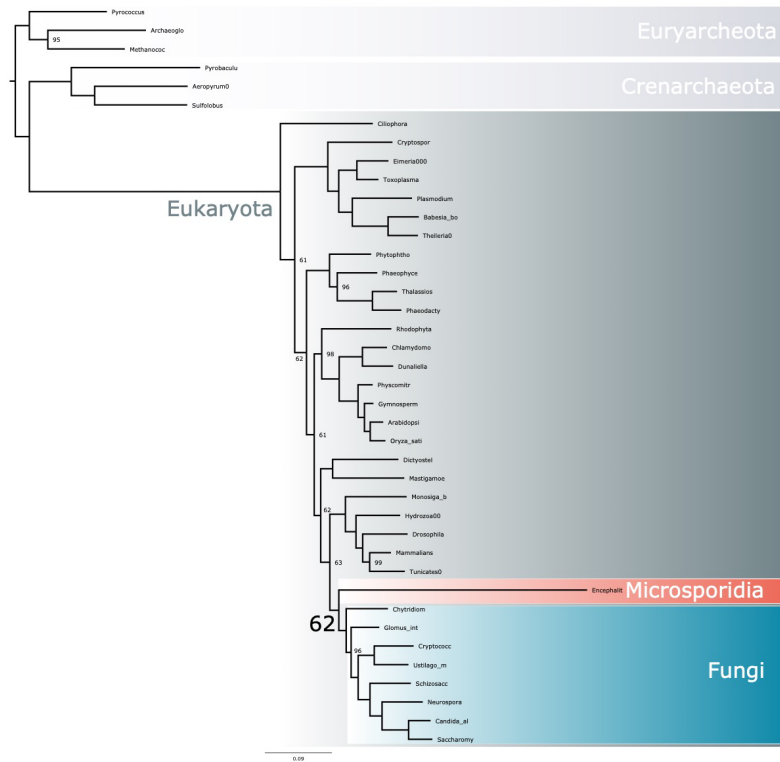 Pyrococcus
Euryarcheota
Archaeoglo
95
Methanococ
Pyrobaculu
Crenarchaeota
Aeropyrum0
Sulfolobus
Ciliophora
Cryptospor
Eimeria000
Toxoplasma
Plasmodium
Eukaryota
Babesia_bo
Theileria0
Phytophtho
61
Phaeophyce
96
Thalassios
Phaeodacty
Rhodophyta
98
Chlamydomo
62
Dunaliella
Physcomitr
Gymnosperm
Arabidopsi
61
Oryza_sati
Dictyostel
Mastigamoe
Monosiga_b
62
Hydrozoa00
Drosophila
Mammalians
63
99
Tunicates0
Encephalit
Microsporidia
Chytridiom
62
Glomus_int
Cryptococc
96
Ustilago_m
Fungi
Schizosacc
Neurospora
Candida_al
Saccharomy
0.09